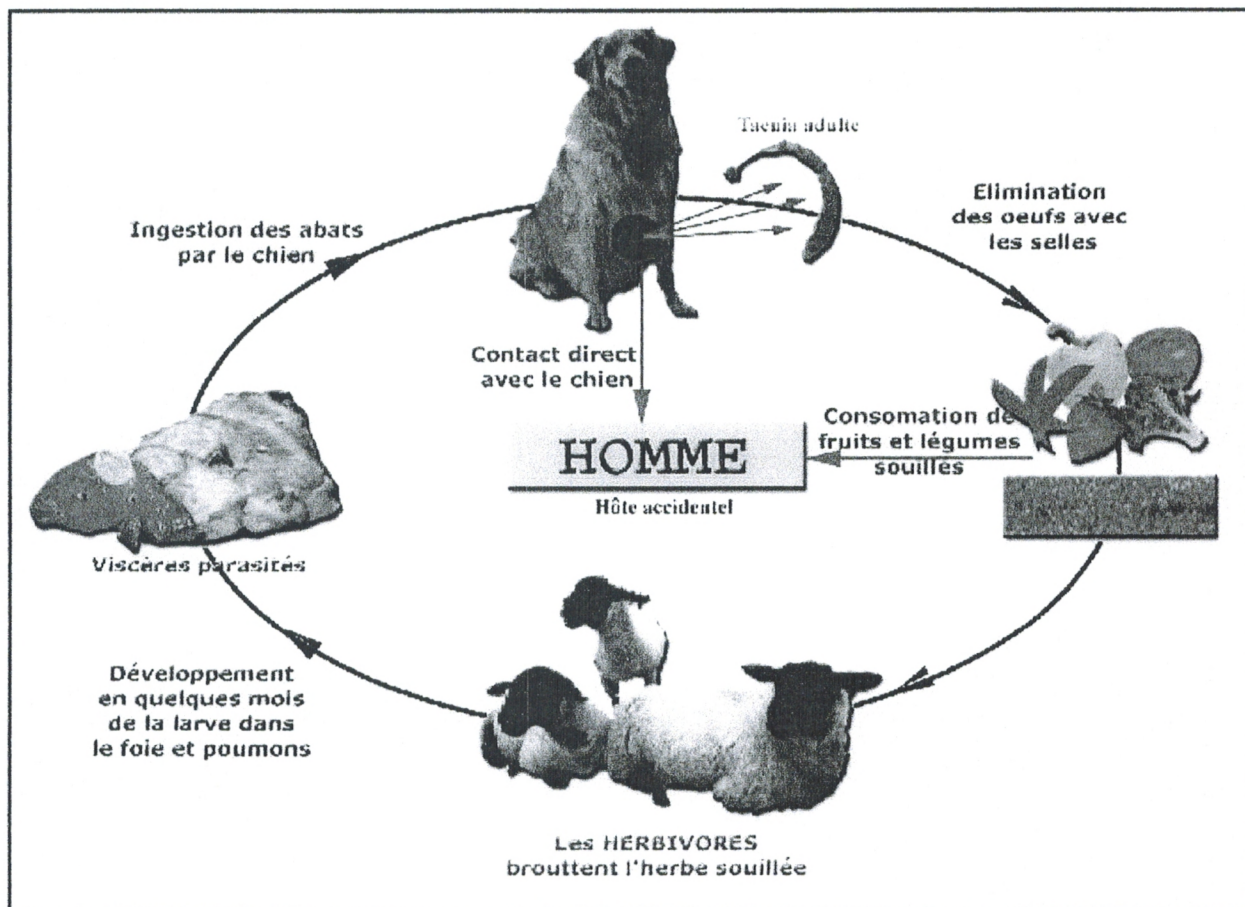 Taenia adulte
Elimination
des oeufs avec
les selles
Ingestion des abats
par le chien
Contact direct
avec le chien
Consomation de
fruits et légumes
souillés
HOMME
Hôte accidentel
Viscères parasités
Développement
en quelques mois
de la larve dans
le foie et poumons
Les HERBIVORES
brouttent l'herbe souillée